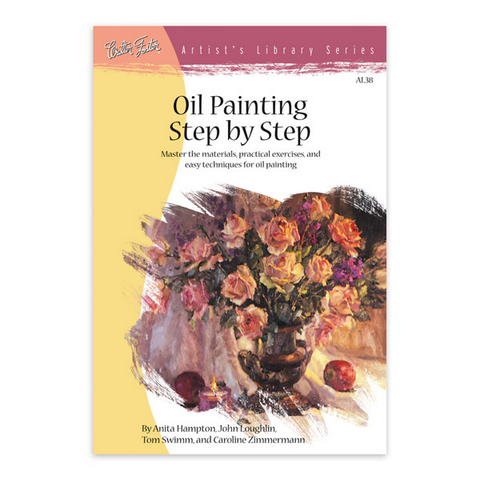 Walter Foster
Artist's Library Series
AL38
Oil Painting
Step by Step
Master the materials, practical exercises, and
easy techniques for oil painting
By Anita Hampton, John Loughlin,
Tom Swimm, and Caroline Zimmermann